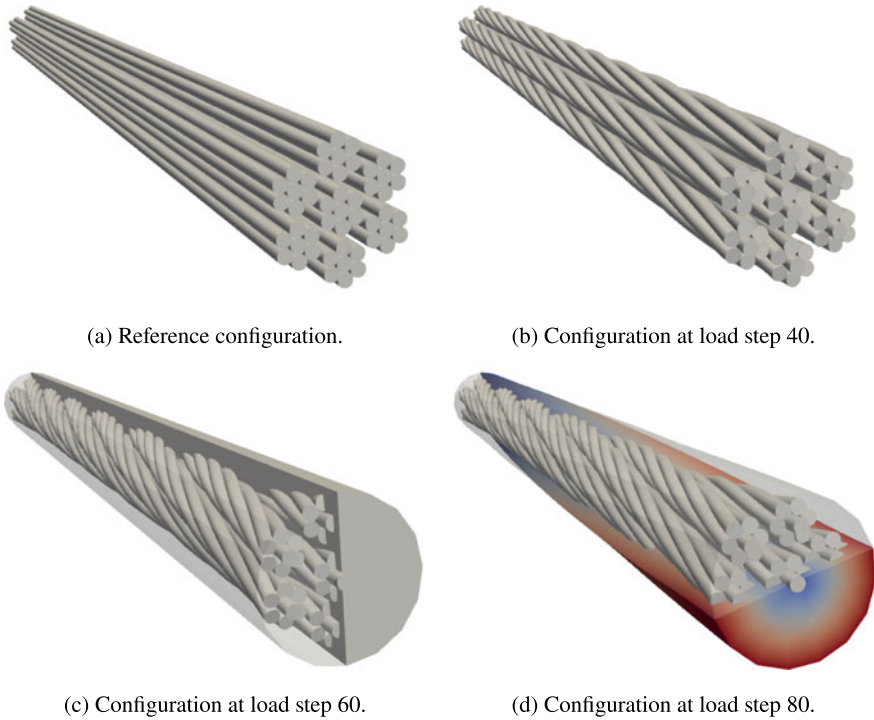 (a) Reference configuration.
(b) Configuration at load step 40.
(c) Configuration at load step 60.
(d) Configuration at load step 80.